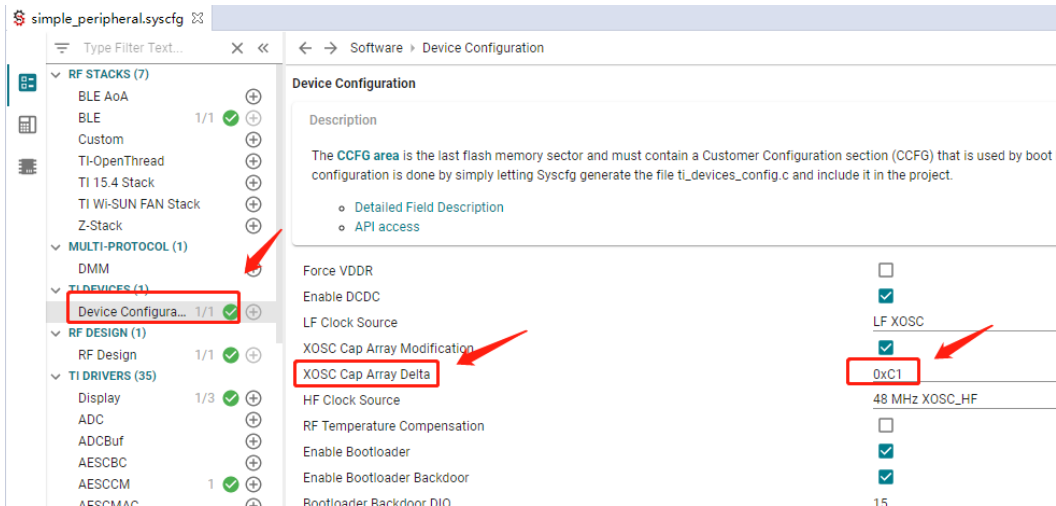 simple_peripheral.syscfg
Type Filter Text...
Software Device Configuration
RF STACKS (7)
BLE AoA
BLE 1/1
Custom
TI-OpenThread
TI 15.4 Stack
TI Wi-SUN FAN Stack
Z-Stack
MULTI-PROTOCOL (1)
DMM
TI DEVICES (1)
Device Configura... 1/1
RF DESIGN (1)
RF Design 1/1
TI DRIVERS (35)
Display 1/3
ADC
ADCBuf
AESCBC
AESCCM 1
AESCMAC
Device Configuration
Description
The CCFG area is the last flash memory sector and must contain a Customer Configuration section (CCFG) that is used by boot
configuration is done by simply letting Syscfg generate the file ti_devices_config.c and include it in the project.
Detailed Field Description
API access
Force VDDR
Enable DCDC
LF Clock Source LF XOSC
XOSC Cap Array Modification
XOSC Cap Array Delta 0xC1
HF Clock Source 48 MHz XOSC_HF
RF Temperature Compensation
Enable Bootloader
Enable Bootloader Backdoor
Bootloader Backdoor DIO 15